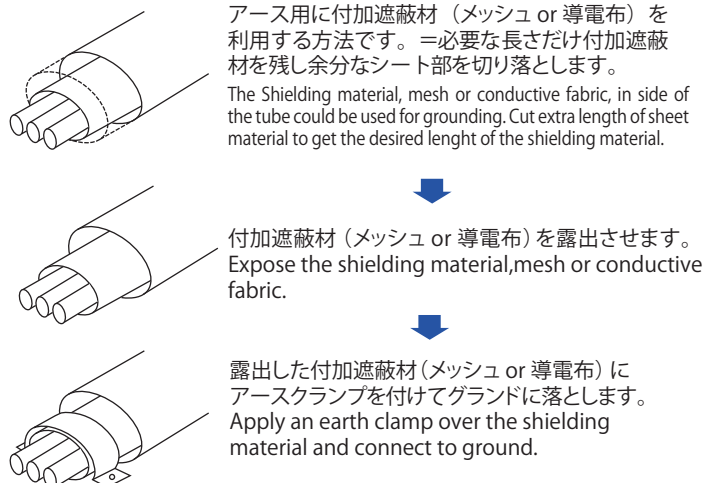 アース用に付加遮蔽材（メッシュ or 導電布）を
利用する方法です。＝必要な長さだけ付加遮蔽
材を残し余分なシート部を切り落とします。
The Shielding material, mesh or conductive fabric, in side of
the tube could be used for grounding. Cut extra length of sheet
material to get the desired lenght of the shielding material.
付加遮蔽材（メッシュ or 導電布）を露出させます。
Expose the shielding material,mesh or conductive
fabric.
露出した付加遮蔽材（メッシュ or 導電布）に
アースクランプを付けてグランドに落とします。
Apply an earth clamp over the shielding
material and connect to ground.